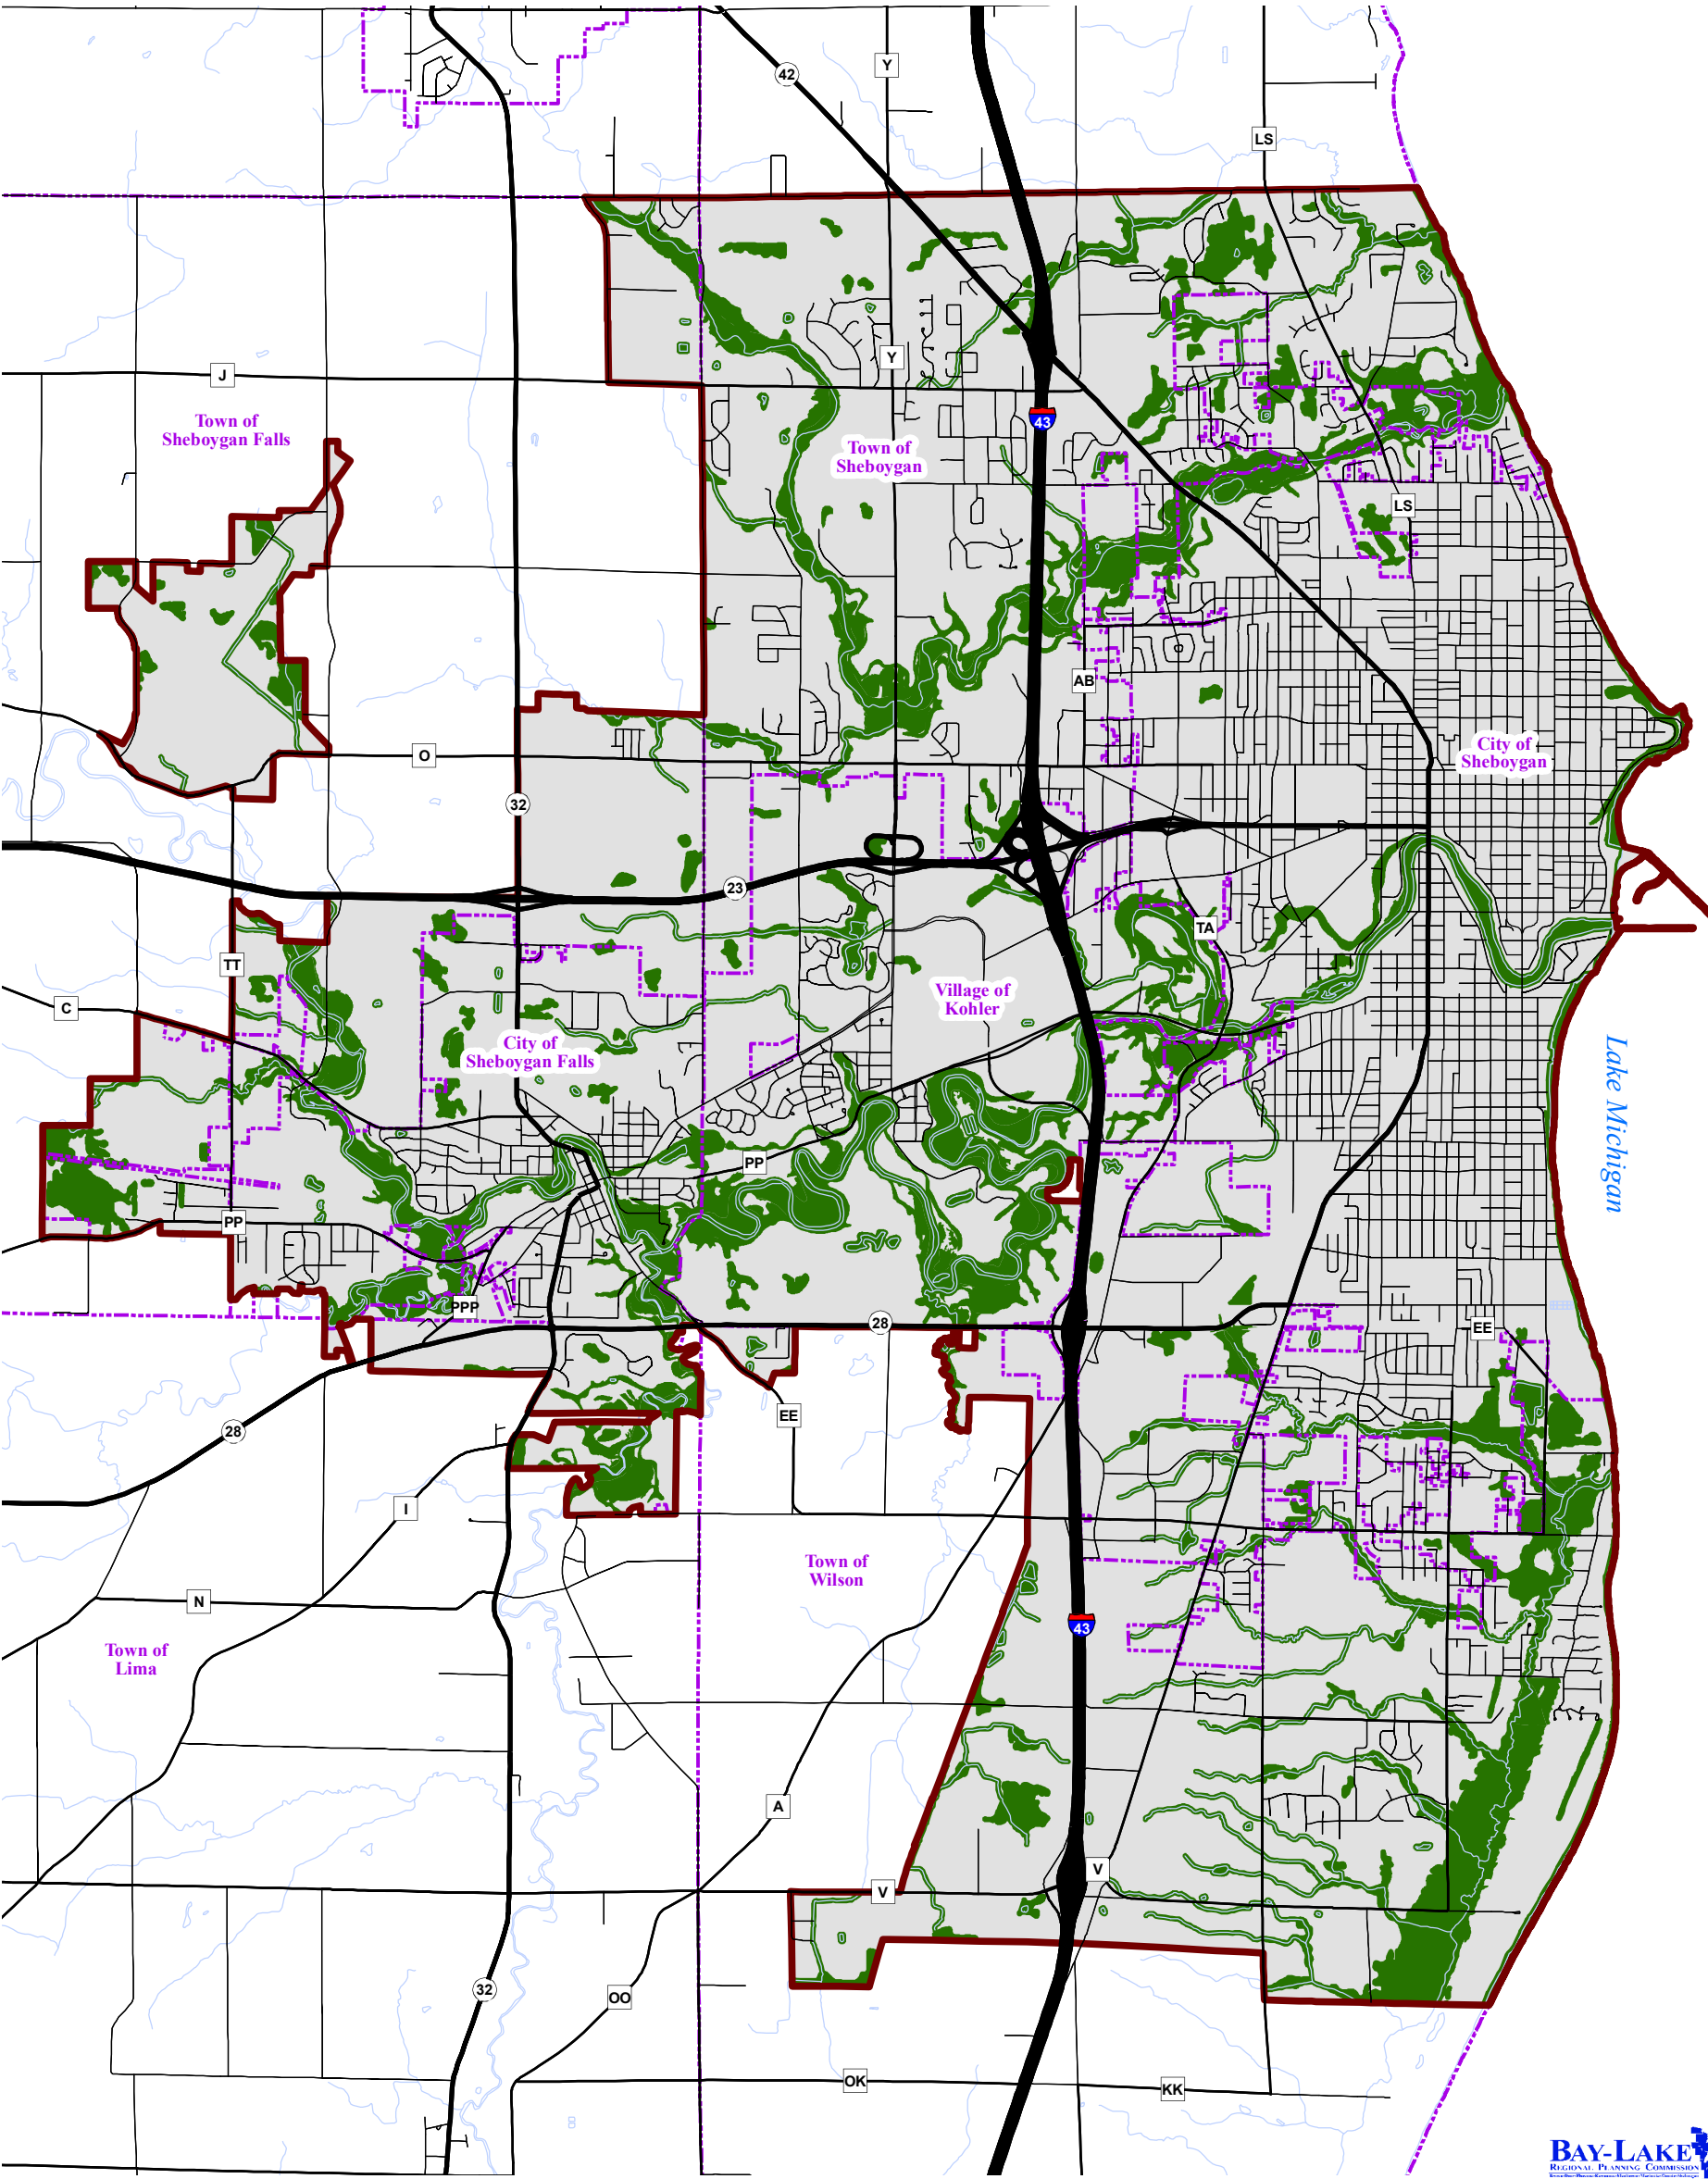 42
Y
LS
J
Town of
Sheboygan Falls
Y
43
Town of
Sheboygan
LS
AB
O
32
City of
Sheboygan
23
TT
TA
C
Village of
Kohler
City of
Sheboygan Falls
Lake Michigan
PP
PP
PPP
28
EE
28
EE
I
Town of
Wilson
N
43
Town of
Lima
A
V
V
32
OO
OK
KK
BAY-LAKE
REGIONAL PLANNING COMMISSION